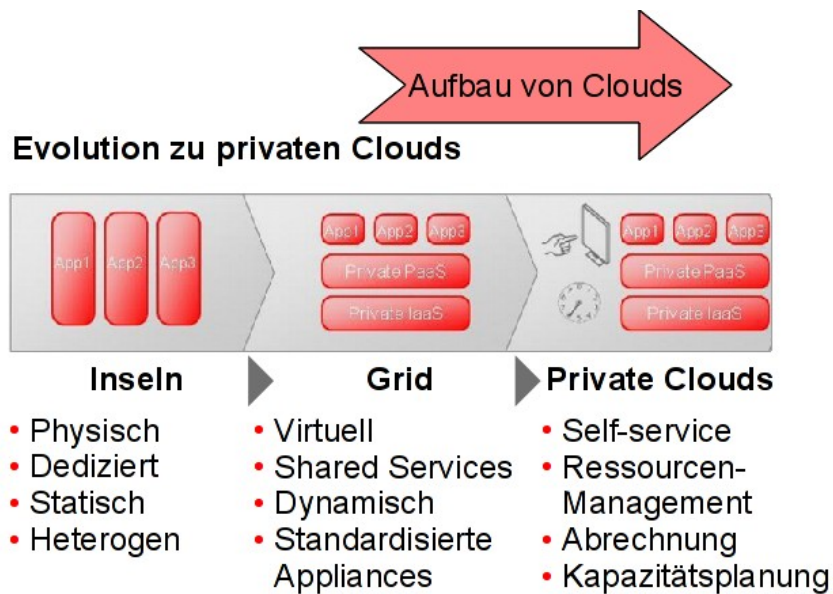 Aufbau von Clouds
Evolution zu privaten Clouds
App1 App2 App3
App1 App2 App3
Private PaaS
Private IaaS
App1 App2 App3
Private PaaS
Private IaaS
Inseln
• Physisch
• Dediziert
• Statisch
• Heterogen
Grid
• Virtuell
• Shared Services
• Dynamisch
• Standardisierte
Appliances
Private Clouds
• Self-service
• Ressourcen-
Management
• Abrechnung
• Kapazitätsplanung